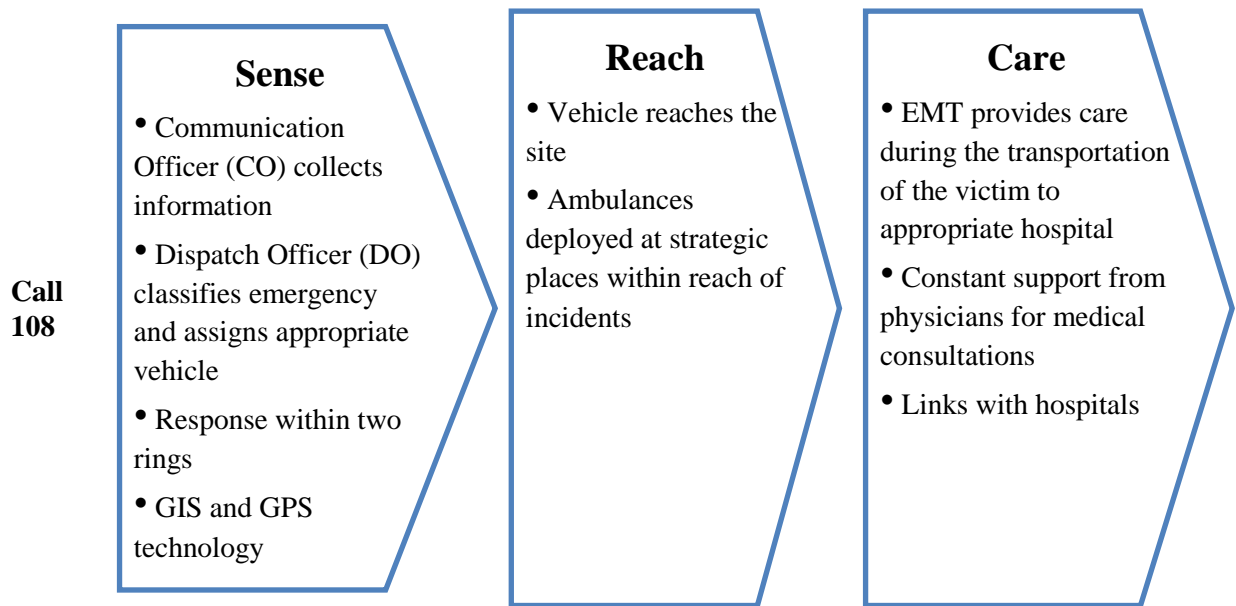 Call
108
Sense
• Communication
Officer (CO) collects
information
• Dispatch Officer (DO)
classifies emergency
and assigns appropriate
vehicle
• Response within two
rings
• GIS and GPS
technology
Reach
• Vehicle reaches the
site
• Ambulances
deployed at strategic
places within reach of
incidents
Care
• EMT provides care
during the transportation
of the victim to
appropriate hospital
• Constant support from
physicians for medical
consultations
• Links with hospitals